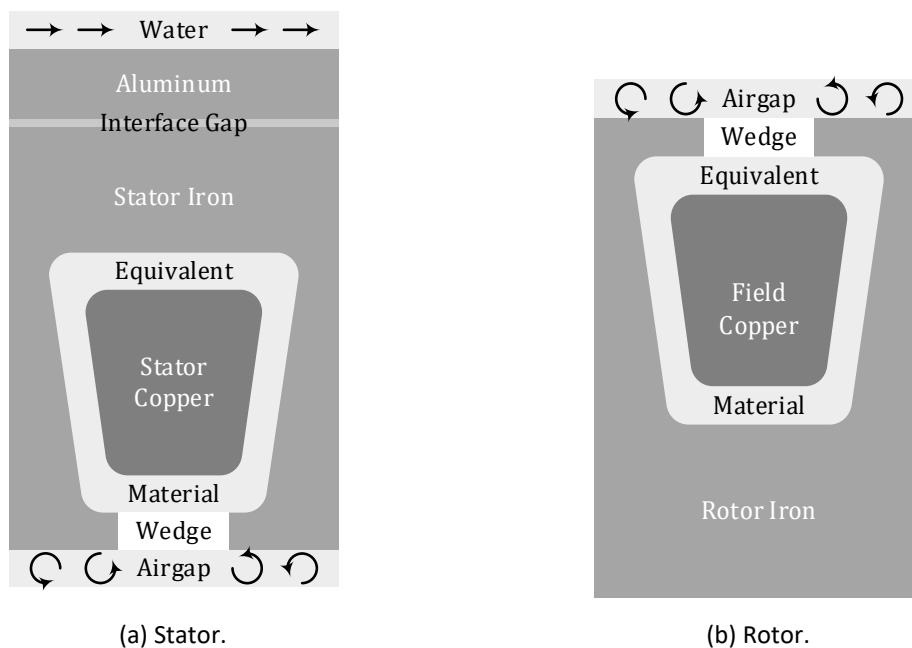 Water
Aluminum
Interface Gap
Stator Iron
Equivalent
Stator
Copper
Material
Wedge
Airgap
(a) Stator.
Airgap
Wedge
Equivalent
Field
Copper
Material
Rotor Iron
(b) Rotor.